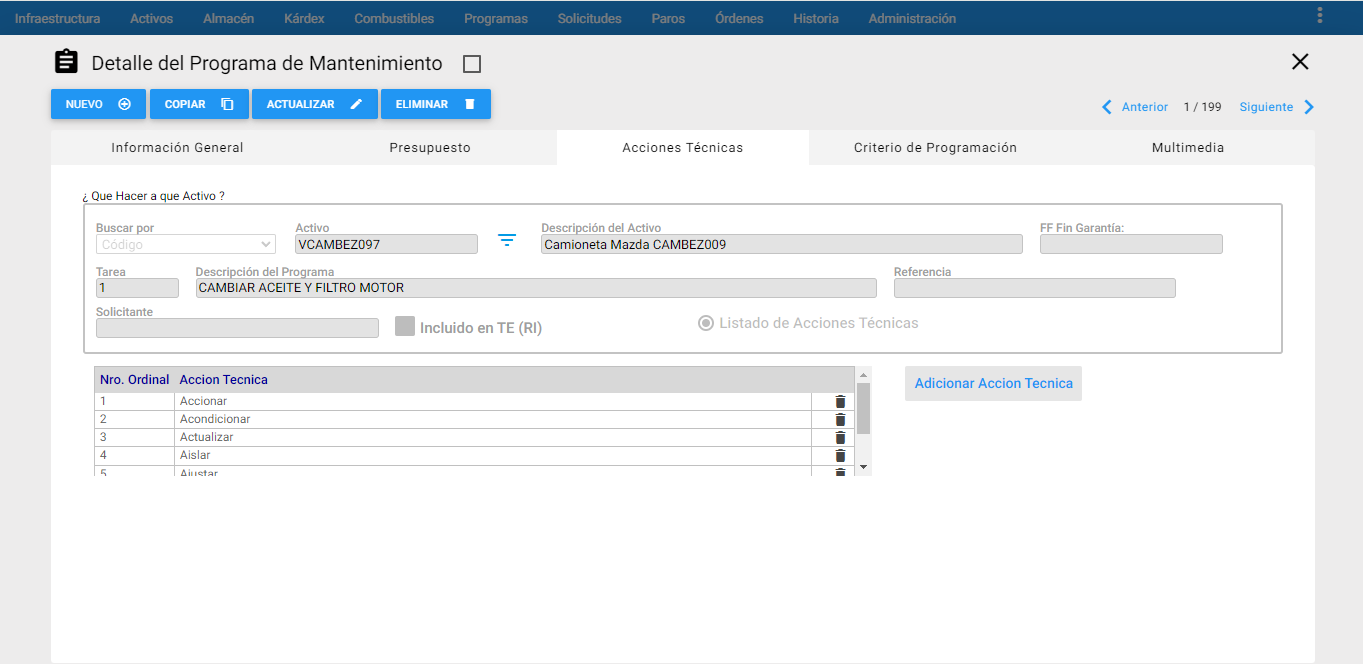 Infraestructura Activos Almacén Kárdex Combustibles Programas Solicitudes Paros Órdenes Historia Administración
Detalle del Programa de Mantenimiento
NUEVO COPIAR ACTUALIZAR ELIMINAR
Anterior 1 / 199 Siguiente
Información General Presupuesto Acciones Técnicas Criterio de Programación Multimedia
¿ Que Hacer a que Activo ?
Buscar por Activo Descripción del Activo FF Fin Garantía:
Código VCAMBEZ097 Camioneta Mazda CAMBEZ009
Tarea Descripción del Programa Referencia
1 CAMBIAR ACEITE Y FILTRO MOTOR
Solicitante
Incluido en TE (RI) Listado de Acciones Técnicas
Nro. Ordinal Accion Tecnica
Adicionar Accion Tecnica
1 Accionar
2 Acondicionar
3 Actualizar
4 Aislar
5 Ajustar